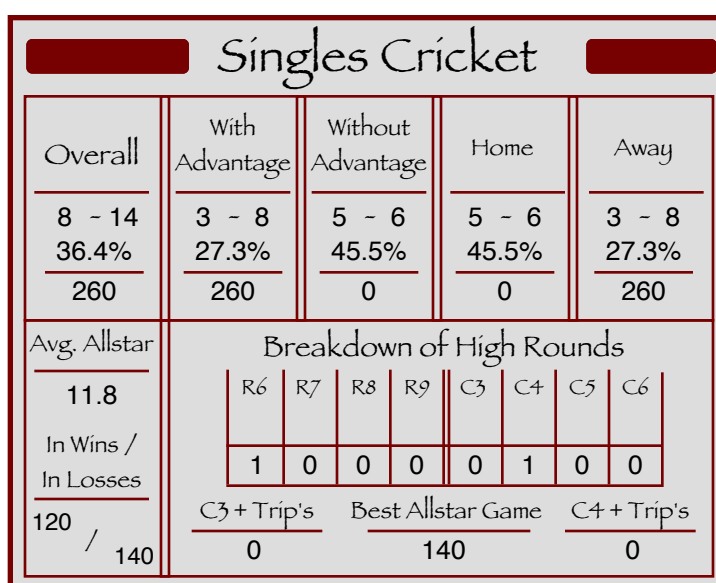 Singles Cricket
Overall
8 ~ 14
36.4%
260
With
Advantage
3 ~ 8
27.3%
260
Without
Advantage
5 ~ 6
45.5%
0
Home
5 ~ 6
45.5%
0
Away
3 ~ 8
27.3%
260
Avg. Allstar
11.8
In Wins /
In Losses
120 / 140
Breakdown of High Rounds
R6 R7 R8 R9 C3 C4 C5 C6
1 0 0 0 0 1 0 0
C3 + Trip's Best Allstar Game C4 + Trip's
0 140 0